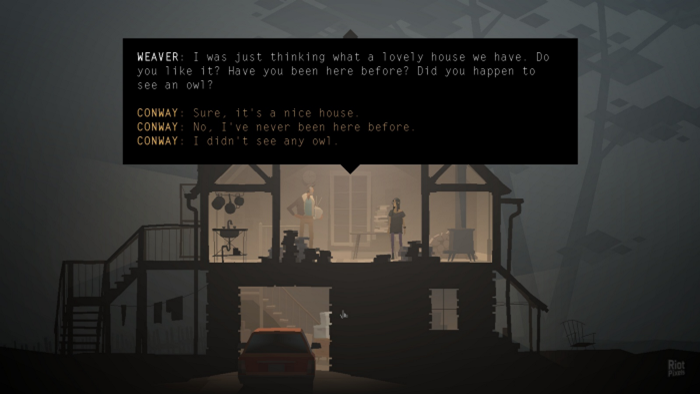 WEAVER: I was just thinking what a lovely house we have. Do
you like it? Have you been here before? Did you happen to
see an owl?
CONWAY: Sure, it's a nice house.
CONWAY: No, I've never been here before.
CONWAY: I didn't see any owl.
Riot
Pixels